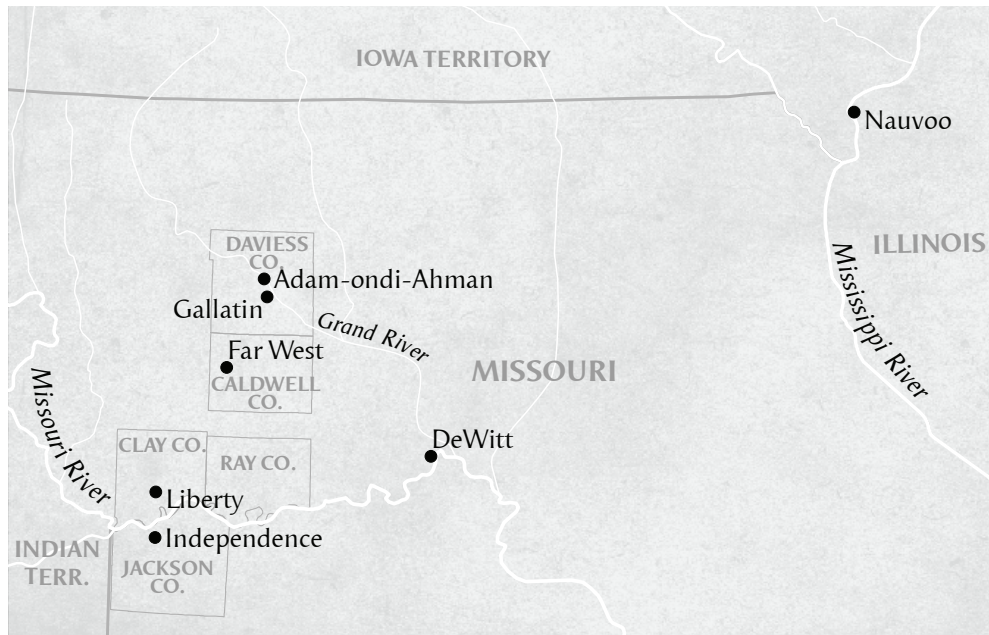 IOWA TERRITORY
Nauvoo
DAVIESS
CO.
ILLINOIS
Adam-ondi-Ahman
Gallatin
Grand River
Mississippi River
Far West
MISSOURI
CALDWELL
CO.
Missouri River
DeWitt
CLAY CO.
RAY CO.
Liberty
Independence
INDIAN
TERR.
JACKSON
CO.